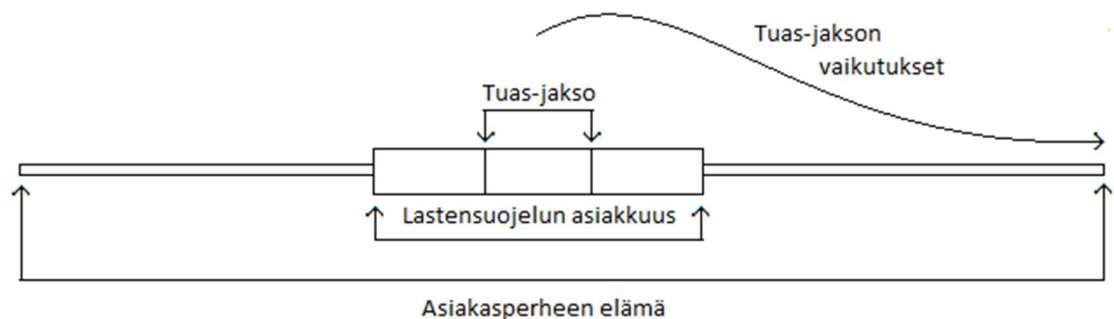 Tuas-jakson
vaikutukset
Tuas-jakso
Lastensuojelun asiakkuus
Asiakasperheen elämä